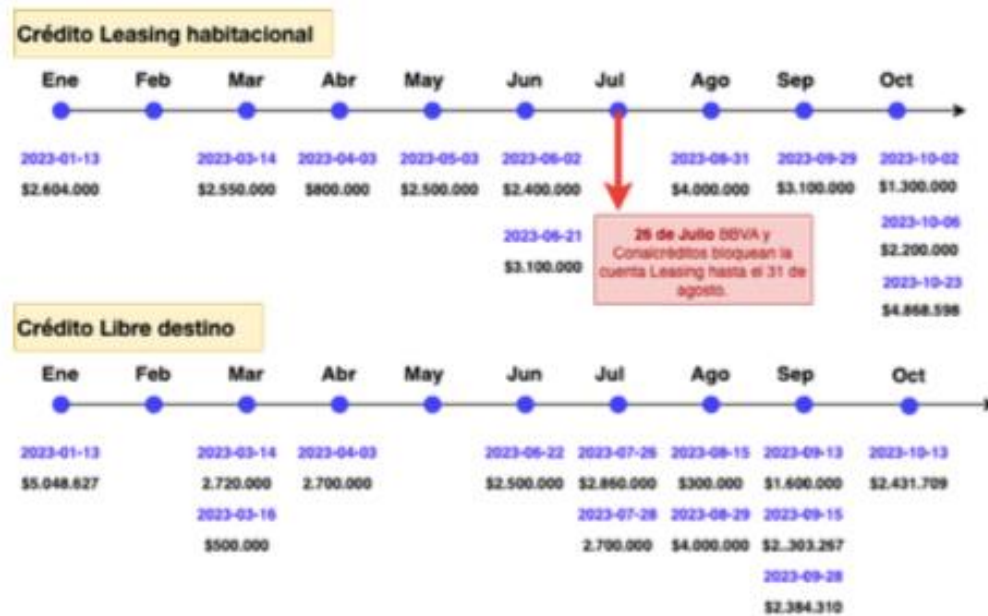 Crédito Leasing habitacional
Ene Feb Mar Abr May Jun Jul Ago Sep Oct
2023-01-13 2023-03-14 2023-04-03 2023-05-03 2023-06-02 2023-08-31 2023-09-29 2023-10-02
$2.604.000 $2.550.000 $800.000 $2.500.000 $2.400.000 $4.000.000 $3.100.000 $1.300.000
2023-06-21
$3.100.000
26 de Julio BBVA y
Conalcréditos bloquean la
cuenta Leasing hasta el 31 de
agosto.
2023-10-06
$2.200.000
2023-10-23
$4.868.598
Crédito Libre destino
Ene Feb Mar Abr May Jun Jul Ago Sep Oct
2023-01-13 2023-03-14 2023-04-03 2023-06-22 2023-07-26 2023-08-15 2023-09-13 2023-10-13
$5.048.627 2.720.000 2.700.000 $2.500.000 $2.860.000 $300.000 $1.600.000 $2.431.709
2023-03-16 2023-07-28 2023-08-29 2023-09-15
$500.000 2.700.000 $4.000.000 $2..303.267
2023-09-28
$2.384.310